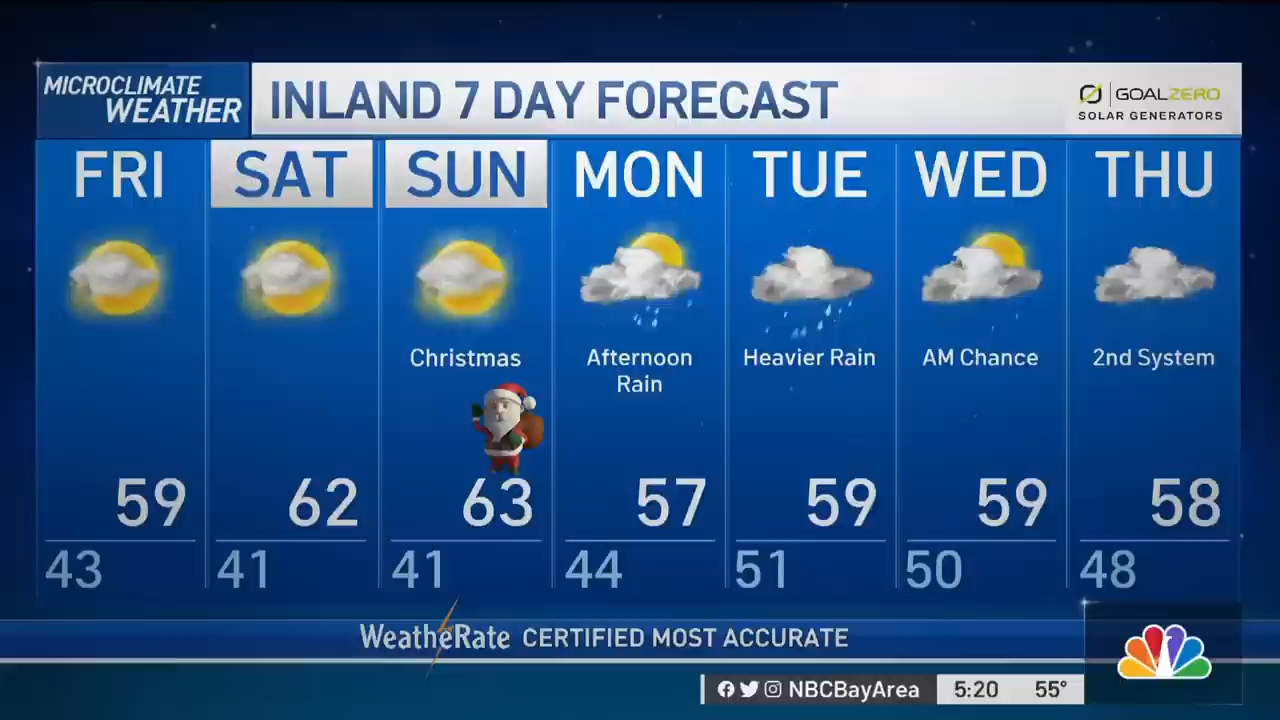 MICROCLIMATE
WEATHER
INLAND 7 DAY FORECAST
GOALZERO
SOLAR GENERATORS
FRI SAT SUN MON TUE WED THU
Christmas
Afternoon
Rain
Heavier Rain
AM Chance
2nd System
59 62 63 57 59 59 58
43 41 41 44 51 50 48
WeatheRate CERTIFIED MOST ACCURATE
NBCBayArea 5:20 55°